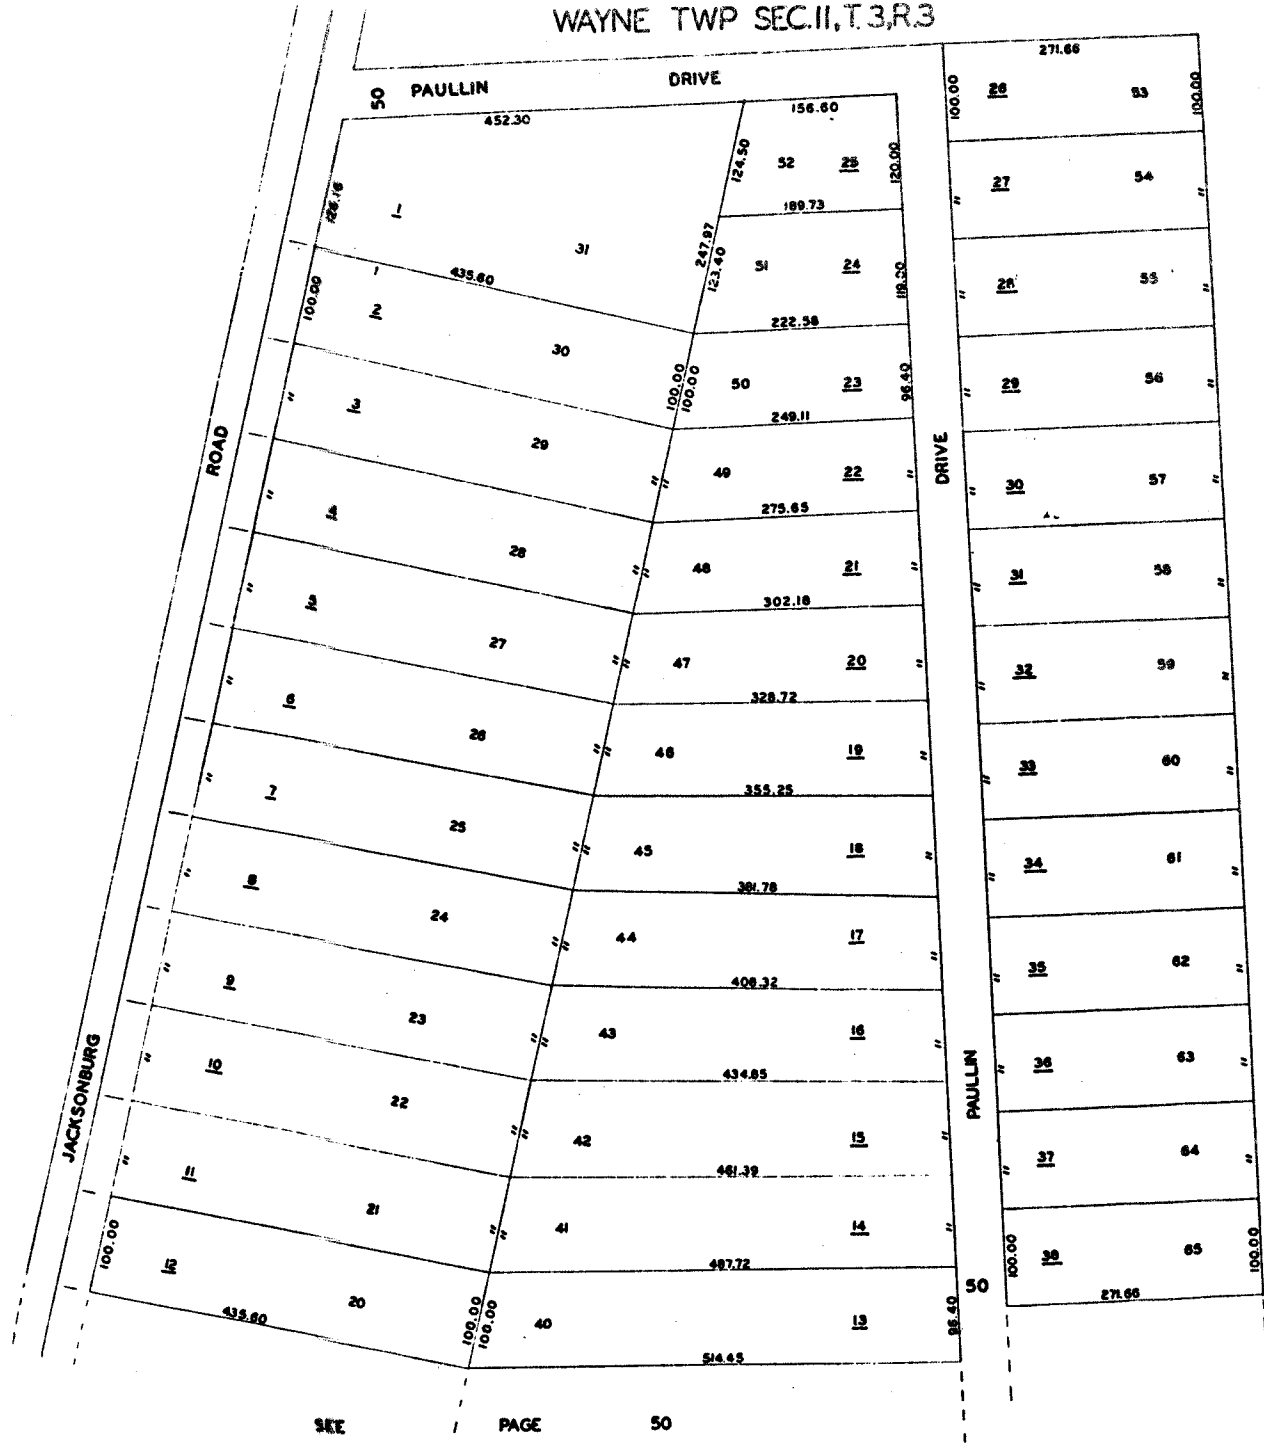 WAYNE TWP SEC.11, T.3, R.3
50 PAULLIN DRIVE
271.66
452.30
156.60
100.00 26 53 100.00
126.16 1 31
124.50 52 25 120.00
189.73
27 54
" "
247.97
123.40 51 24 119.00
222.58
28 55
" "
435.60
1
100.00 2 30
100.00
100.00 50 23 96.40
249.11
29 56
" "
" 3 29
" " 49 22 "
275.65
30 57
" "
" 4 28
" " 48 21 "
302.18
31 58
" "
" 5 27
" " 47 20 "
328.72
32 59
" "
" 6 26
" " 46 19 "
355.25
33 60
" "
" 7 25
" " 45 18 "
381.78
34 61
" "
" 8 24
" " 44 17 "
408.32
35 62
" "
" 9 23
" " 43 16 "
434.85
36 63
" "
" 10 22
" " 42 15 "
461.39
37 64
" "
" 11 21
" " 41 14 "
487.72
100.00 38 65 100.00
271.66
100.00 12 20
435.60
100.00
100.00 40 13 96.40
514.45
JACKSONBURG ROAD
PAULLIN DRIVE
50
SEE PAGE 50